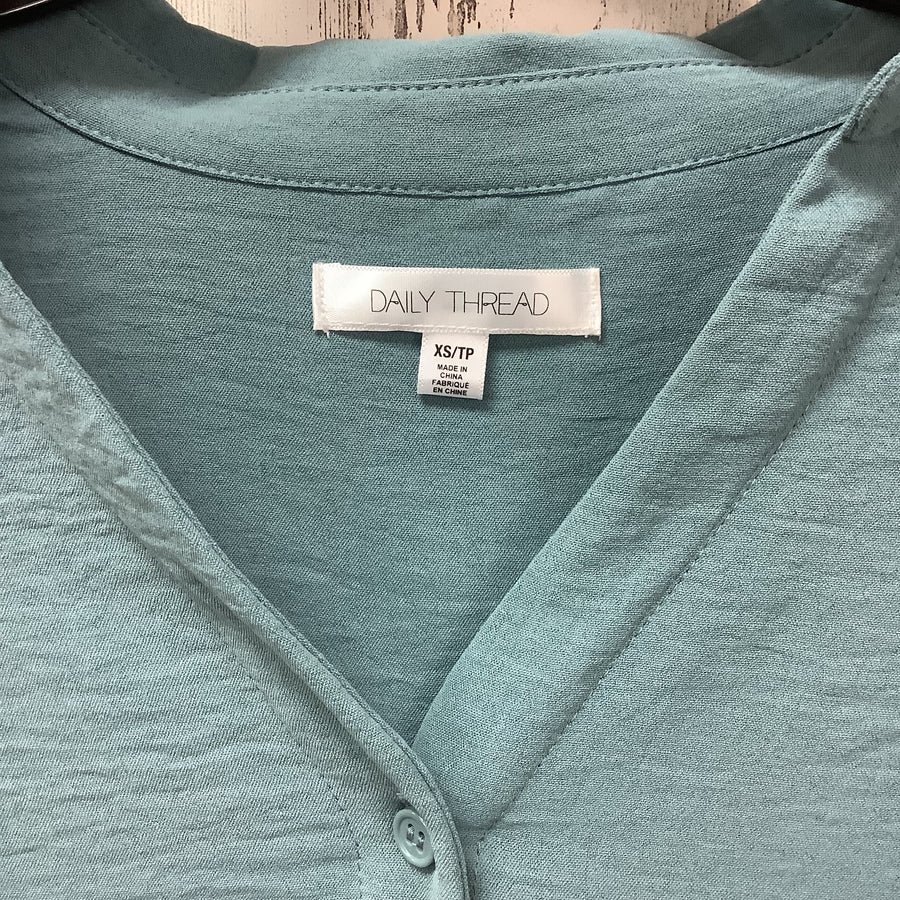 DAILY THREAD
XS/TP
MADE IN
CHINA
FABRIQUÉ
EN CHINE